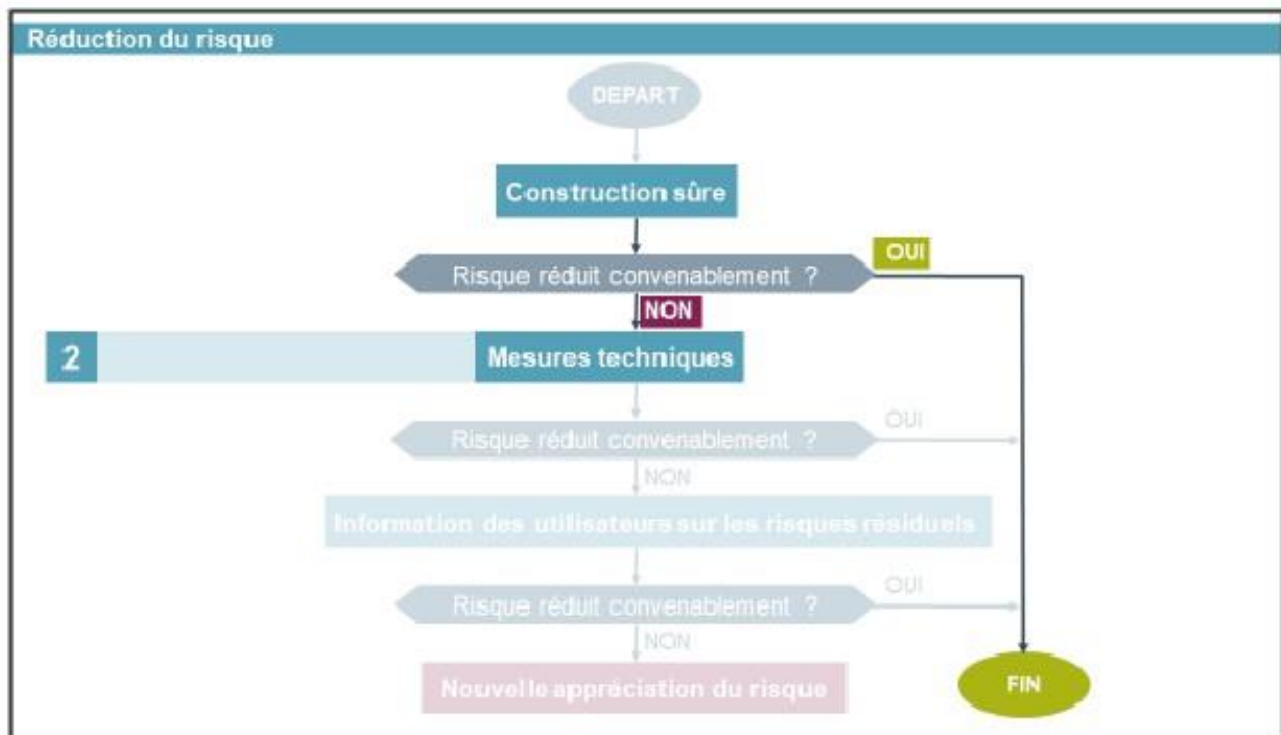 Réduction du risque
DEPART
Construction sûre
Risque réduit convenablement ?
OUI
NON
2
Mesures techniques
Risque réduit convenablement ?
OUI
NON
Information des utilisateurs sur les risques résiduels
Risque réduit convenablement ?
OUI
NON
Nouvelle appréciation du risque
FIN